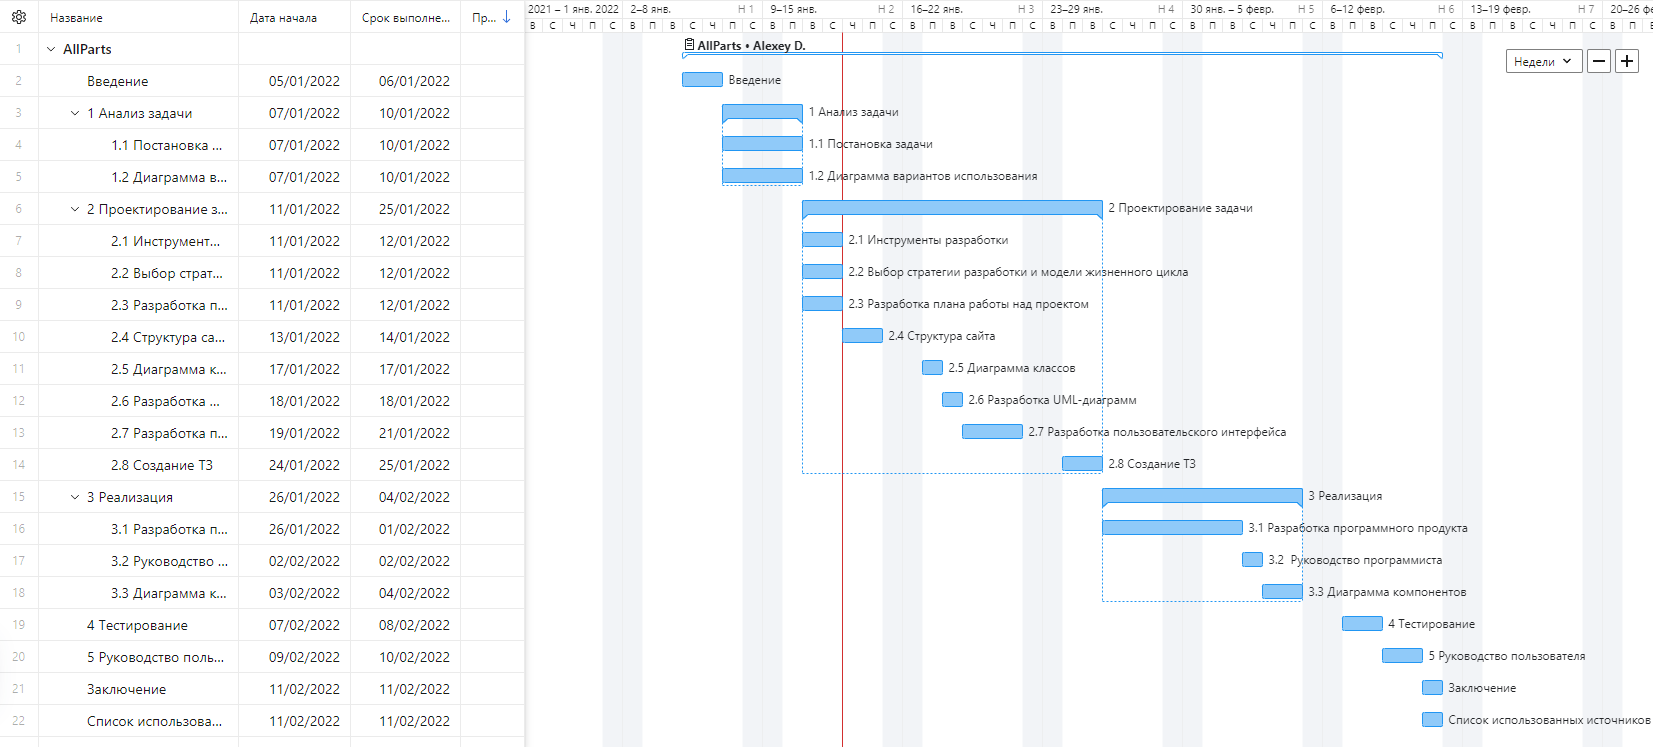 Название Дата начала Срок выполне... Пр... ↓
2021 – 1 янв. 2022 2–8 янв. Н 1 9–15 янв. Н 2 16–22 янв. Н 3 23–29 янв. Н 4 30 янв. – 5 февр. Н 5 6–12 февр. Н 6 13–19 февр. Н 7 20–26 фе
В С Ч П С В П В С Ч П С В П В С Ч П С В П В С Ч П С В П В С Ч П С В П В С Ч П С В П В С Ч П С В П В С Ч П С В П
1 AllParts
AllParts • Alexey D.
Недели
2 Введение 05/01/2022 06/01/2022 Введение
3 1 Анализ задачи 07/01/2022 10/01/2022 1 Анализ задачи
4 1.1 Постановка ... 07/01/2022 10/01/2022 1.1 Постановка задачи
5 1.2 Диаграмма в... 07/01/2022 10/01/2022 1.2 Диаграмма вариантов использования
6 2 Проектирование з... 11/01/2022 25/01/2022 2 Проектирование задачи
7 2.1 Инструмент... 11/01/2022 12/01/2022 2.1 Инструменты разработки
8 2.2 Выбор страт... 11/01/2022 12/01/2022 2.2 Выбор стратегии разработки и модели жизненного цикла
9 2.3 Разработка п... 11/01/2022 12/01/2022 2.3 Разработка плана работы над проектом
10 2.4 Структура са... 13/01/2022 14/01/2022 2.4 Структура сайта
11 2.5 Диаграмма к... 17/01/2022 17/01/2022 2.5 Диаграмма классов
12 2.6 Разработка ... 18/01/2022 18/01/2022 2.6 Разработка UML-диаграмм
13 2.7 Разработка п... 19/01/2022 21/01/2022 2.7 Разработка пользовательского интерфейса
14 2.8 Создание ТЗ 24/01/2022 25/01/2022 2.8 Создание ТЗ
15 3 Реализация 26/01/2022 04/02/2022 3 Реализация
16 3.1 Разработка п... 26/01/2022 01/02/2022 3.1 Разработка программного продукта
17 3.2 Руководство ... 02/02/2022 02/02/2022 3.2 Руководство программиста
18 3.3 Диаграмма к... 03/02/2022 04/02/2022 3.3 Диаграмма компонентов
19 4 Тестирование 07/02/2022 08/02/2022 4 Тестирование
20 5 Руководство поль... 09/02/2022 10/02/2022 5 Руководство пользователя
21 Заключение 11/02/2022 11/02/2022 Заключение
22 Список использова... 11/02/2022 11/02/2022 Список использованных источников